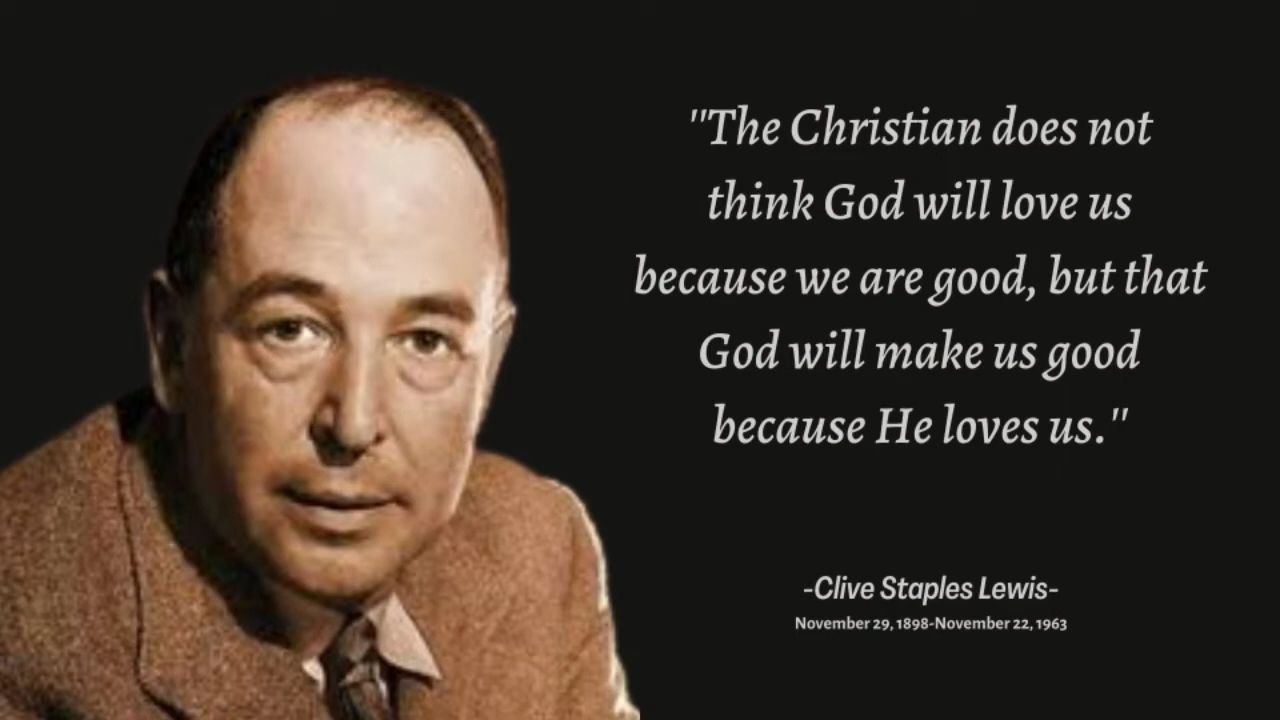 "The Christian does not
think God will love us
because we are good, but that
God will make us good
because He loves us."
-Clive Staples Lewis-
November 29, 1898-November 22, 1963